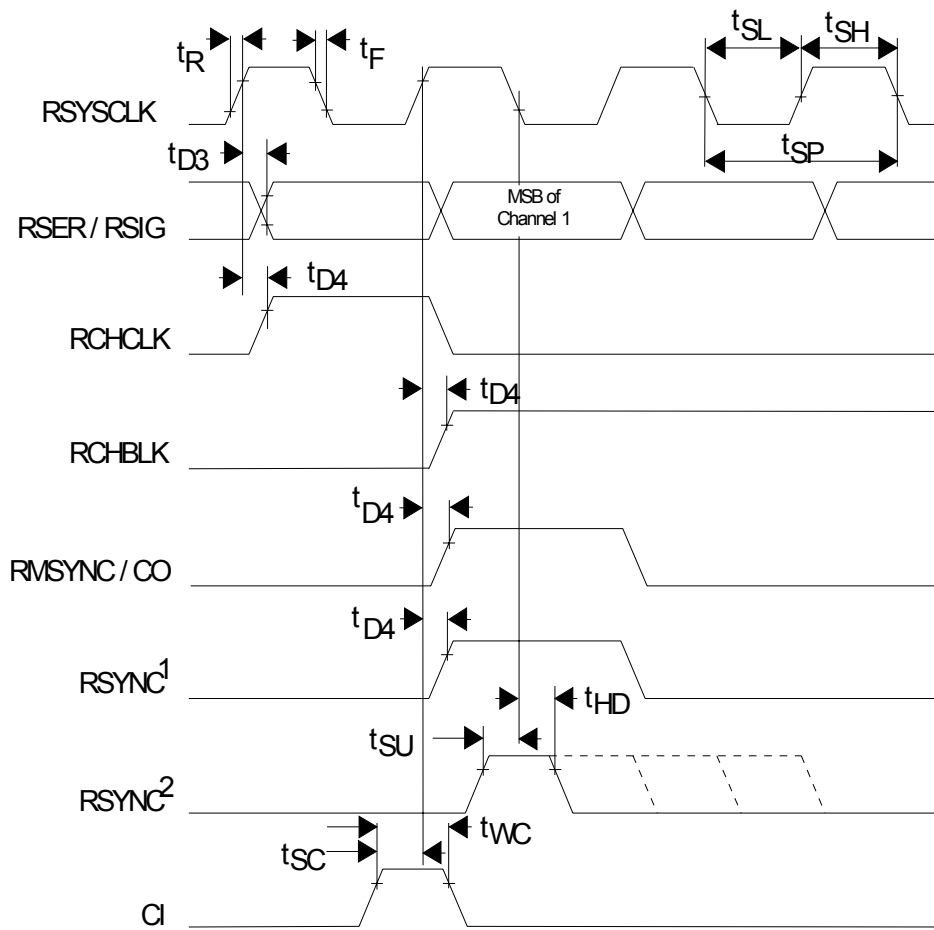 tSL tSH
tR tF
RSYSCLK
tD3 tSP
RSER / RSIG MSB of
Channel 1
tD4
RCHCLK
tD4
RCHBLK
tD4
RMSYNC / CO
tD4
RSYNC1
tHD
tSU
RSYNC2
tWC
tSC
CI